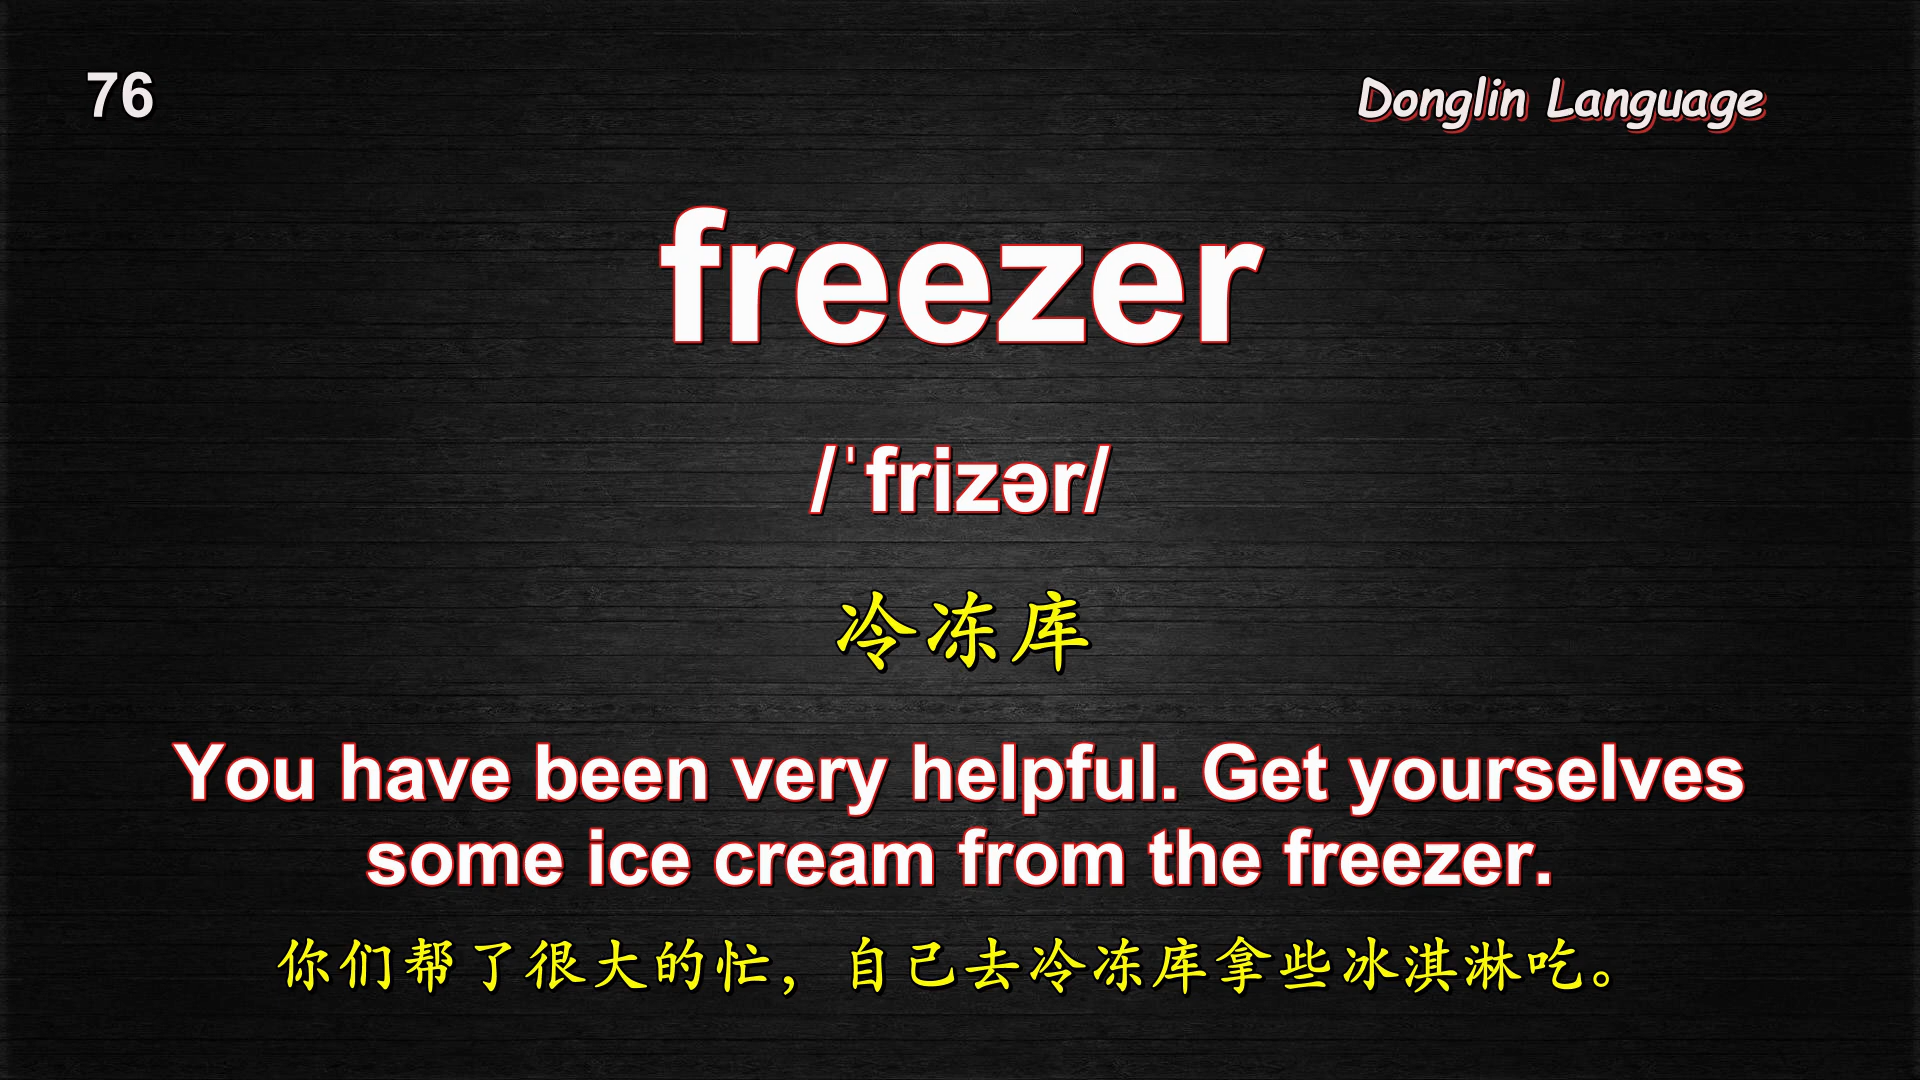 76
Donglin Language
freezer
/ˈfrizər/
冷冻库
You have been very helpful. Get yourselves
some ice cream from the freezer.
你们帮了很大的忙，自己去冷冻库拿些冰淇淋吃。